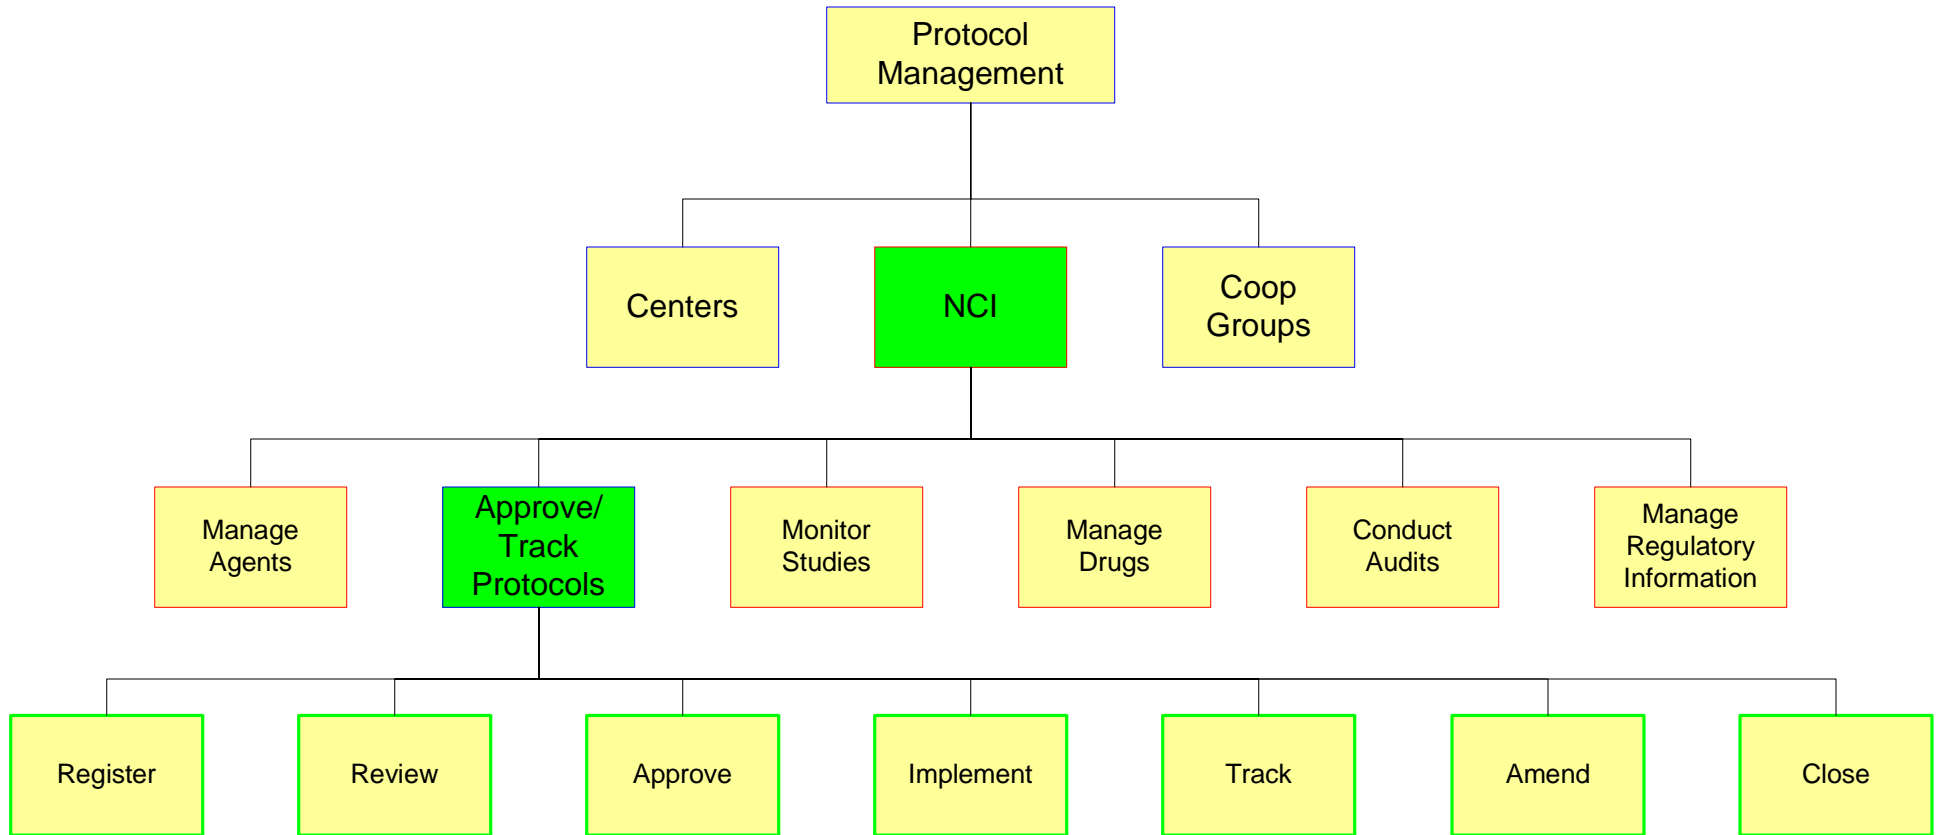 Protocol
Management
Centers
NCI
Coop
Groups
Manage
Agents
Approve/
Track
Protocols
Monitor
Studies
Manage
Drugs
Conduct
Audits
Manage
Regulatory
Information
Register
Review
Approve
Implement
Track
Amend
Close